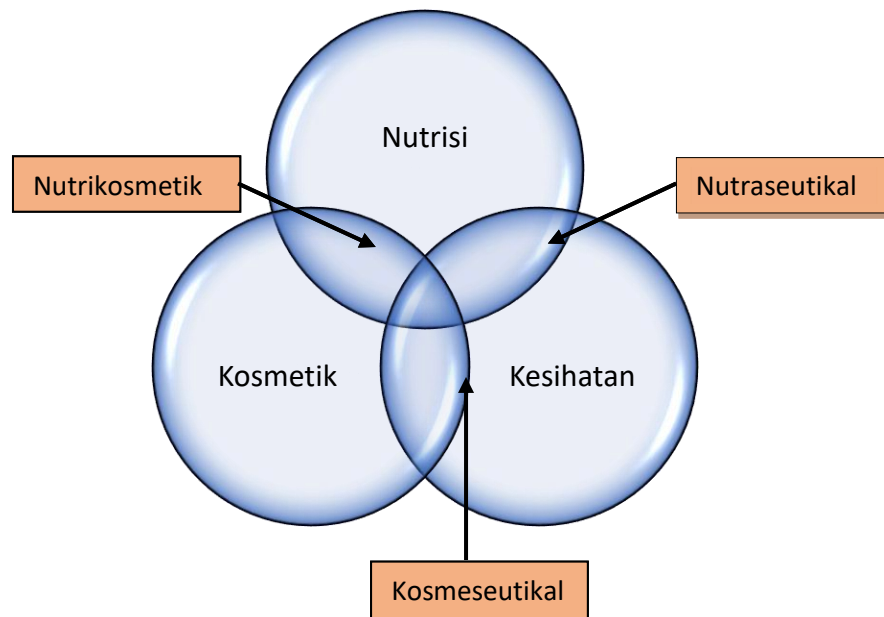 Nutrisi
Nutrikosmetik
Nutraseutikal
Kosmetik
Kesihatan
Kosmeseutikal